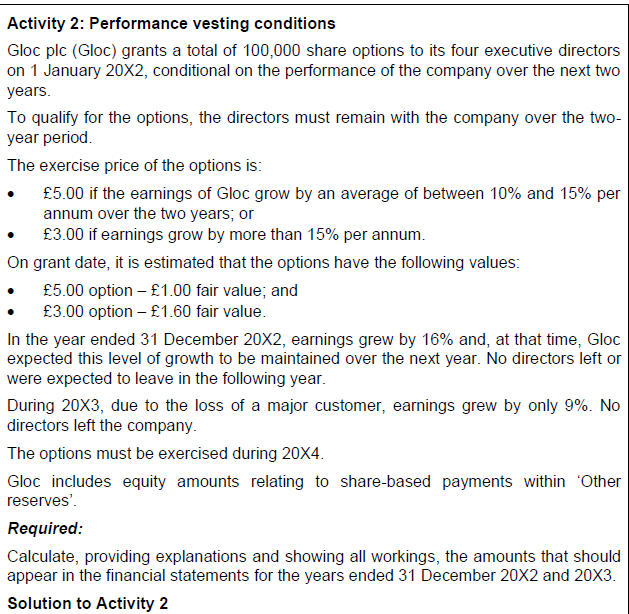 Activity 2: Performance vesting conditions
Gloc plc (Gloc) grants a total of 100,000 share options to its four executive directors
on 1 January 20X2, conditional on the performance of the company over the next two
years.
To qualify for the options, the directors must remain with the company over the two-
year period.
The exercise price of the options is:
• £5.00 if the earnings of Gloc grow by an average of between 10% and 15% per
annum over the two years; or
• £3.00 if earnings grow by more than 15% per annum.
On grant date, it is estimated that the options have the following values:
• £5.00 option – £1.00 fair value; and
• £3.00 option – £1.60 fair value.
In the year ended 31 December 20X2, earnings grew by 16% and, at that time, Gloc
expected this level of growth to be maintained over the next year. No directors left or
were expected to leave in the following year.
During 20X3, due to the loss of a major customer, earnings grew by only 9%. No
directors left the company.
The options must be exercised during 20X4.
Gloc includes equity amounts relating to share-based payments within ‘Other
reserves’.
Required:
Calculate, providing explanations and showing all workings, the amounts that should
appear in the financial statements for the years ended 31 December 20X2 and 20X3.
Solution to Activity 2